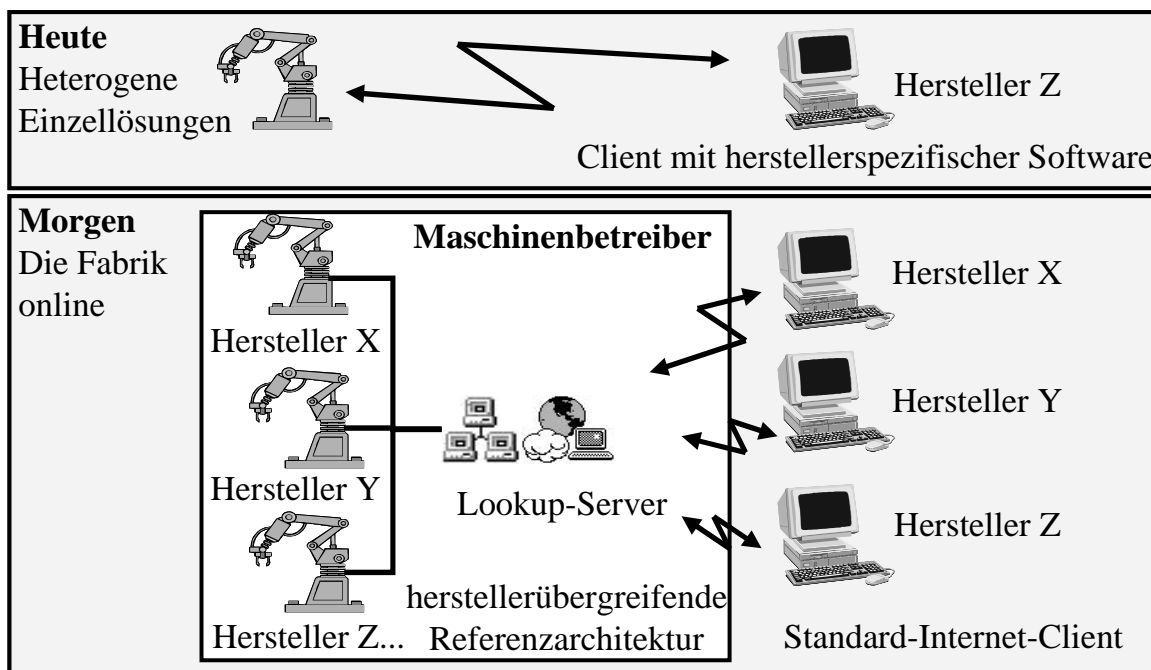 Heute
Heterogene
Einzellösungen
Hersteller Z
Client mit herstellerspezifischer Software
Morgen
Die Fabrik
online
Maschinenbetreiber
Hersteller X
Hersteller Y
Hersteller Z...
Lookup-Server
herstellerübergreifende
Referenzarchitektur
Hersteller X
Hersteller Y
Hersteller Z
Standard-Internet-Client